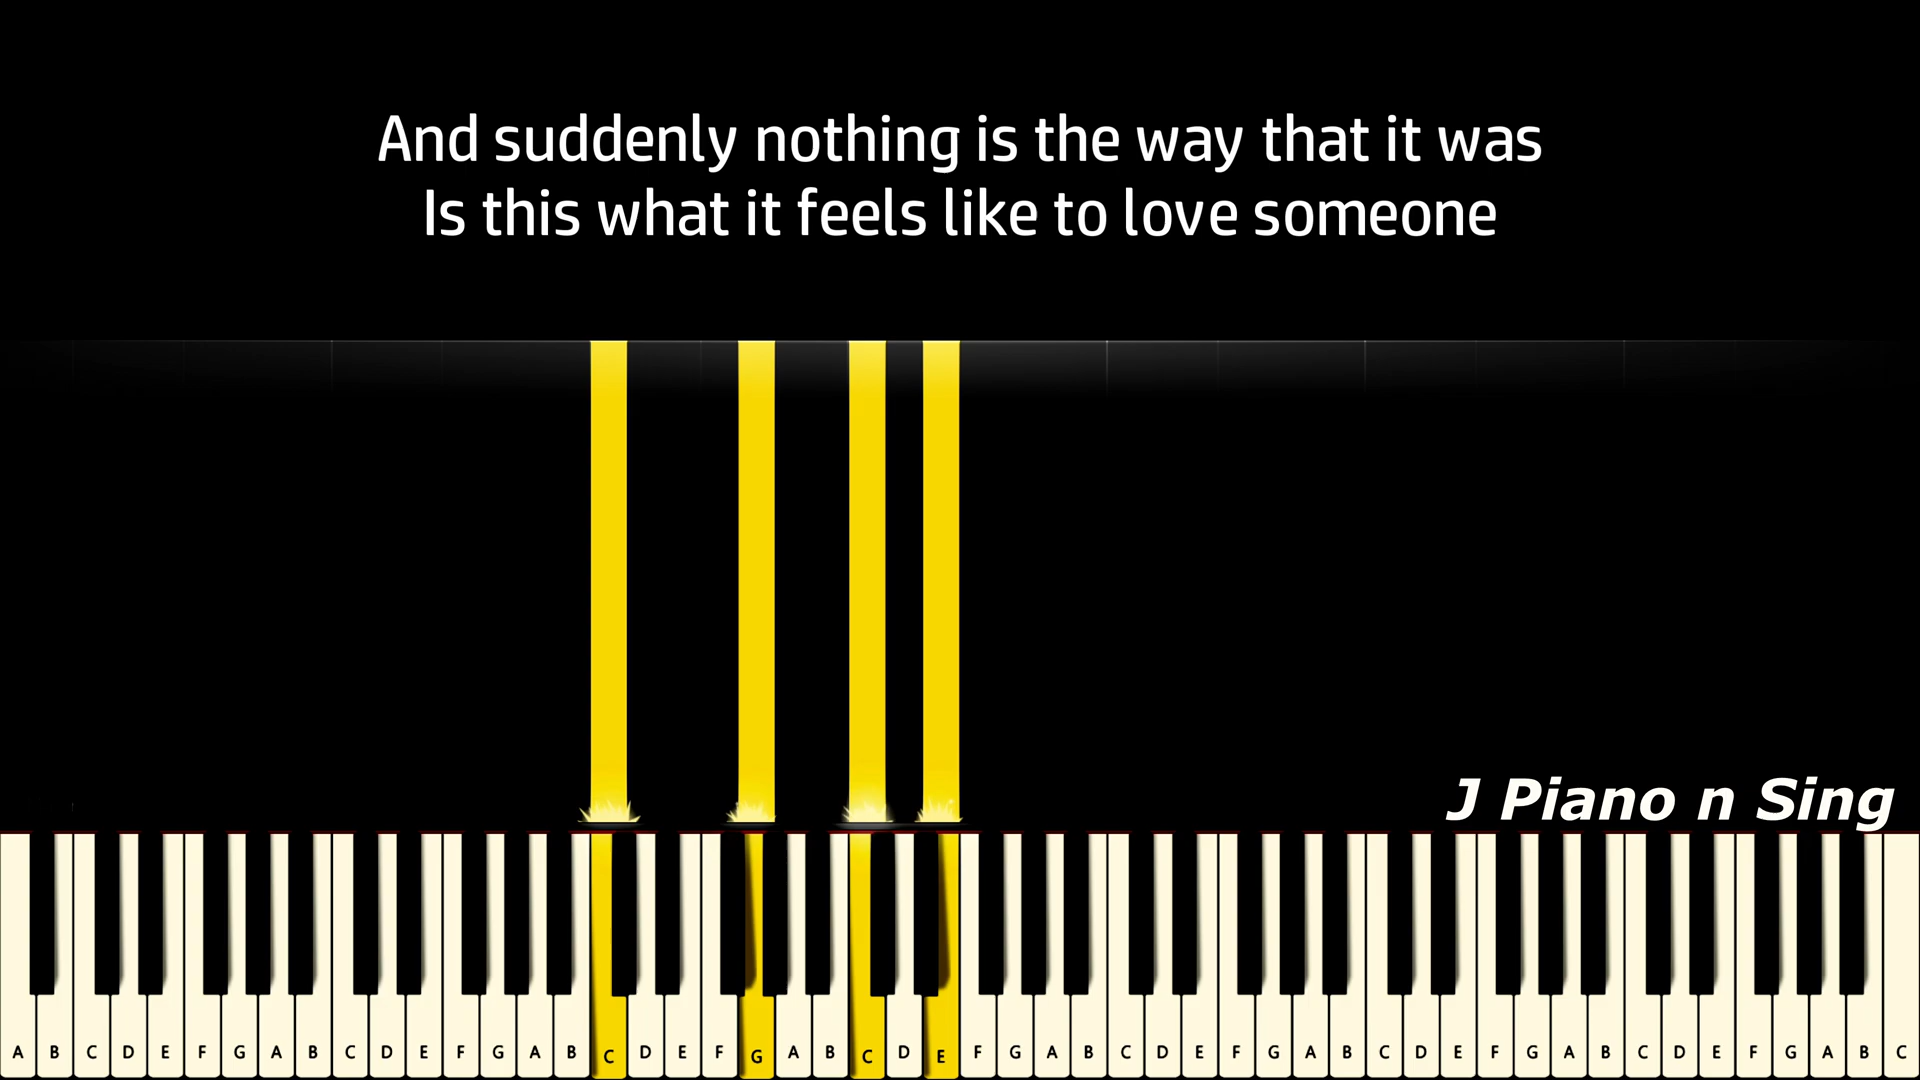 And suddenly nothing is the way that it was
Is this what it feels like to love someone
J Piano n Sing
A B C D E F G A B C D E F G A B C D E F G A B C D E F G A B C D E F G A B C D E F G A B C D E F G A B C